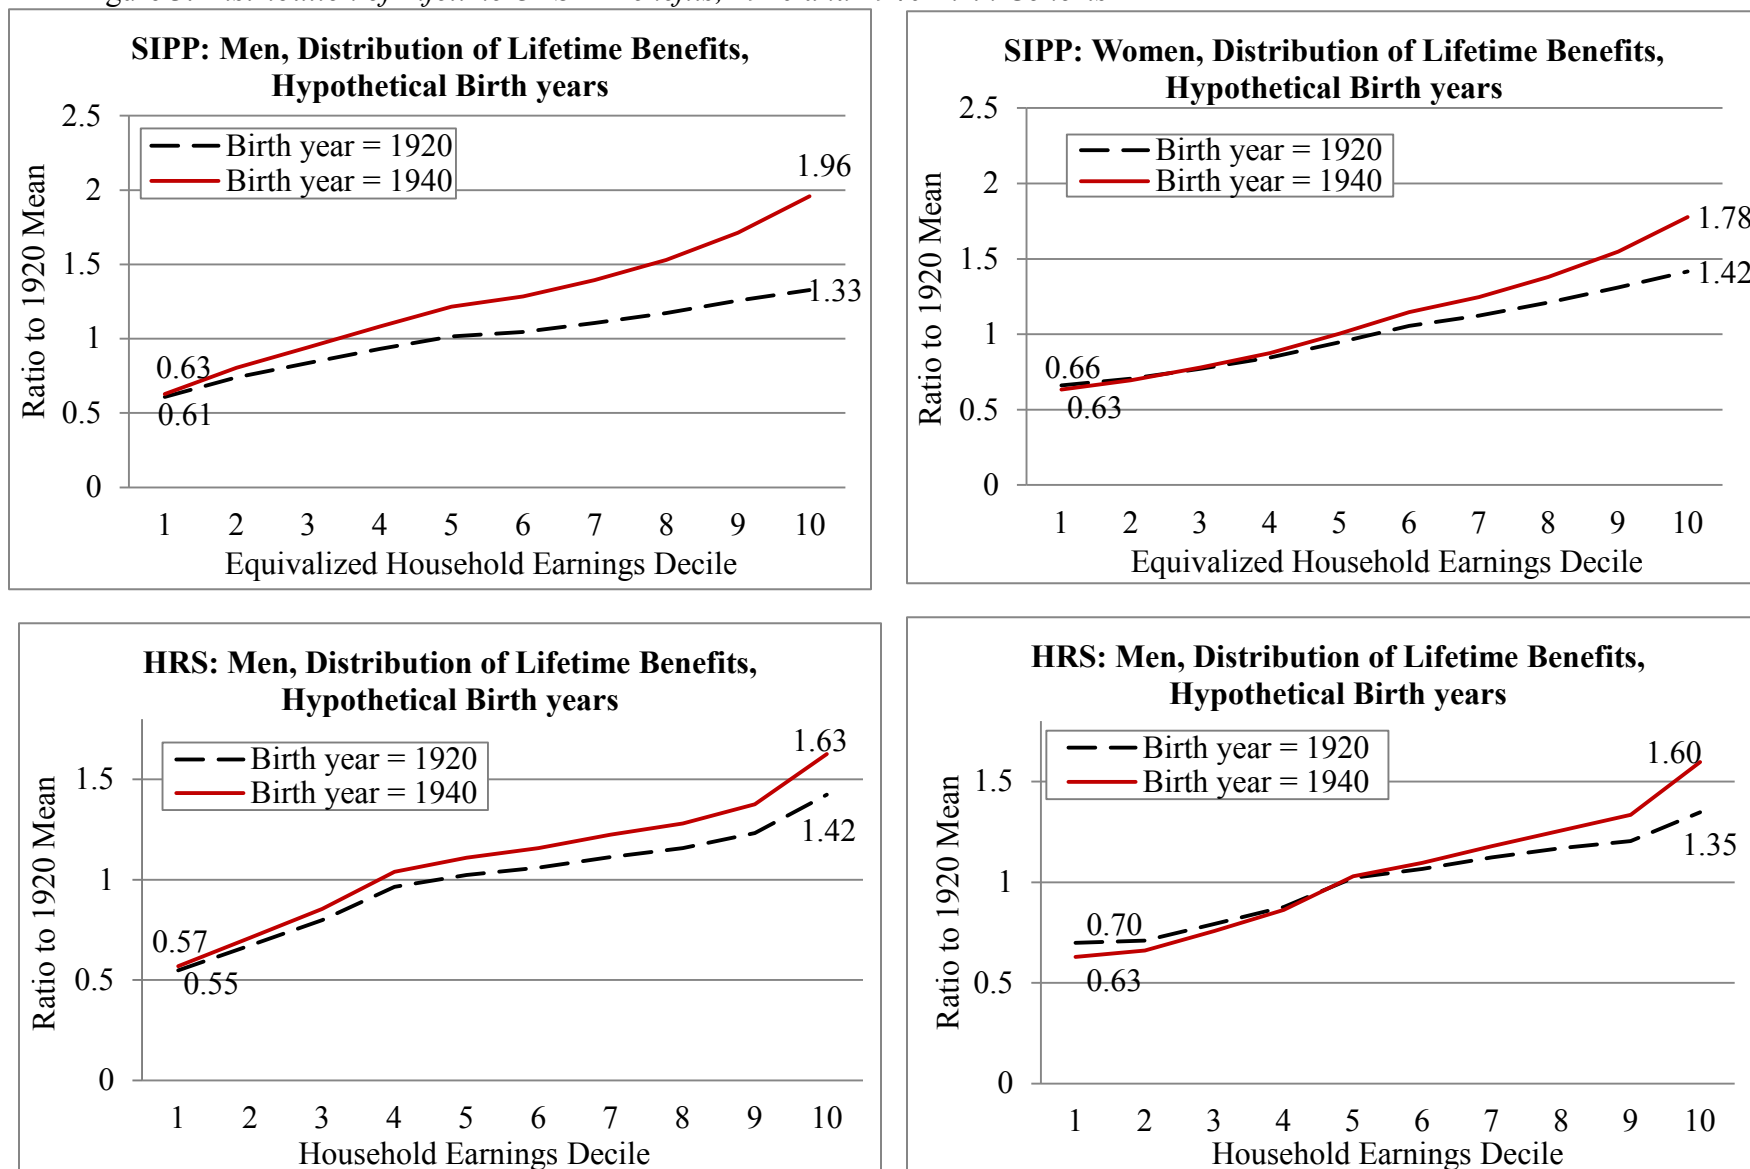 SIPP: Men, Distribution of Lifetime Benefits,
Hypothetical Birth years
2.5
2
1.5
1
0.5
0
Ratio to 1920 Mean
Birth year = 1920
Birth year = 1940
1.96
1.33
0.63
0.61
1 2 3 4 5 6 7 8 9 10
Equivalized Household Earnings Decile
SIPP: Women, Distribution of Lifetime Benefits,
Hypothetical Birth years
2.5
2
1.5
1
0.5
0
Ratio to 1920 Mean
Birth year = 1920
Birth year = 1940
1.78
1.42
0.66
0.63
1 2 3 4 5 6 7 8 9 10
Equivalized Household Earnings Decile
HRS: Men, Distribution of Lifetime Benefits,
Hypothetical Birth years
1.5
1
0.5
0
Ratio to 1920 Mean
Birth year = 1920
Birth year = 1940
1.63
1.42
0.57
0.55
1 2 3 4 5 6 7 8 9 10
Household Earnings Decile
HRS: Men, Distribution of Lifetime Benefits,
Hypothetical Birth years
1.5
1
0.5
0
Ratio to 1920 Mean
Birth year = 1920
Birth year = 1940
1.60
1.35
0.70
0.63
1 2 3 4 5 6 7 8 9 10
Household Earnings Decile